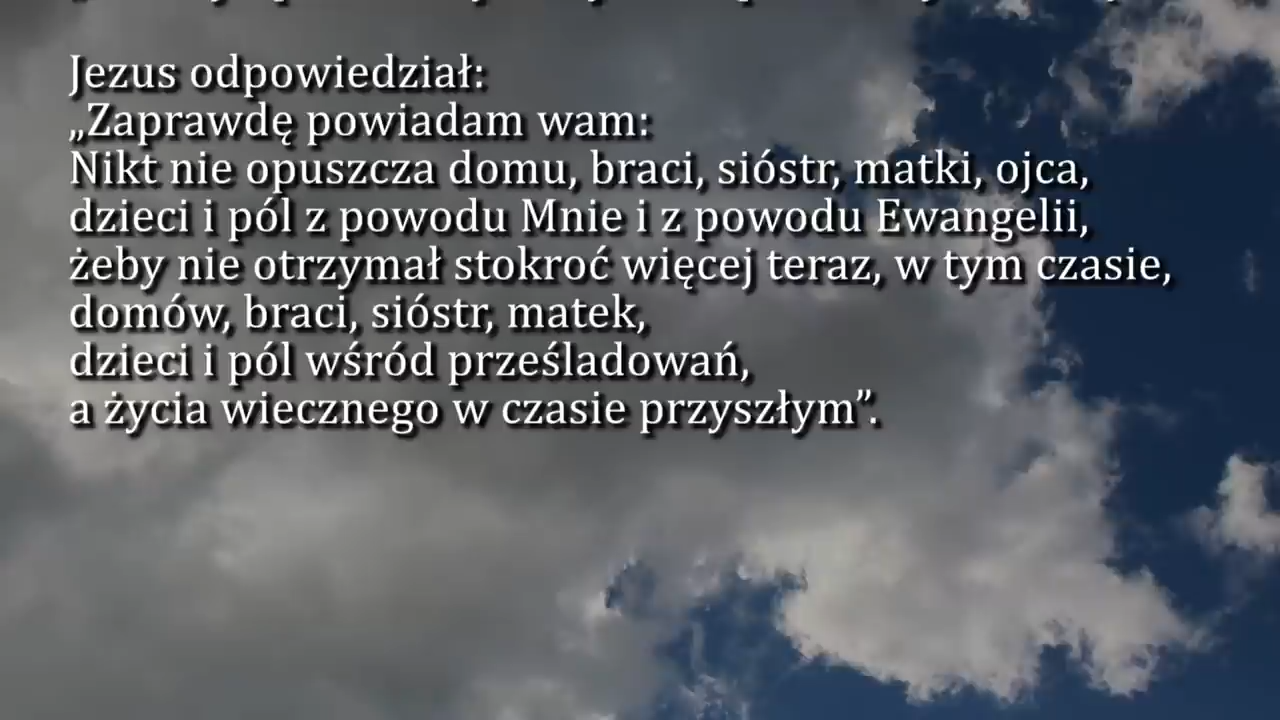 Jezus odpowiedział:
„Zaprawdę powiadam wam:
Nikt nie opuszcza domu, braci, sióstr, matki, ojca,
dzieci i pól z powodu Mnie i z powodu Ewangelii,
żeby nie otrzymał stokroć więcej teraz, w tym czasie,
domów, braci, sióstr, matek,
dzieci i pól wśród prześladowań,
a życia wiecznego w czasie przyszłym”.